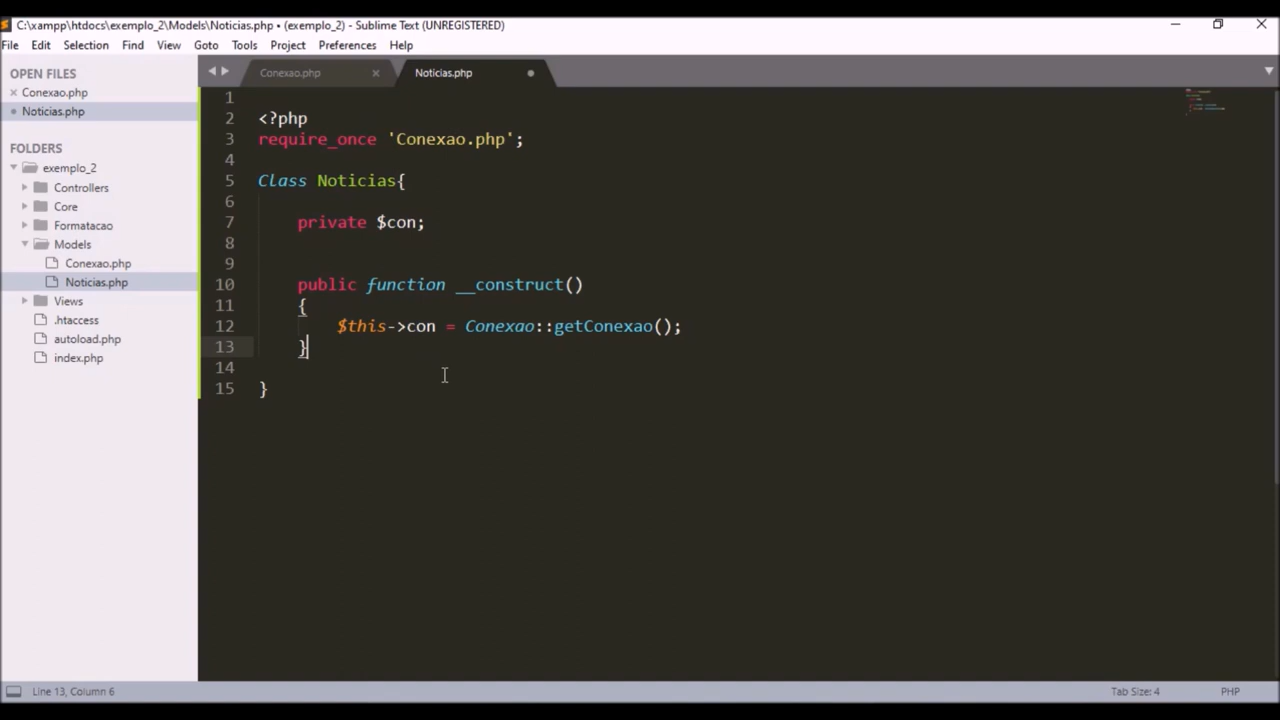 C:\xampp\htdocs\exemplo_2\Models\Noticias.php • (exemplo_2) - Sublime Text (UNREGISTERED)
File Edit Selection Find View Goto Tools Project Preferences Help
OPEN FILES
Conexao.php
Noticias.php
FOLDERS
exemplo_2
Controllers
Core
Formatacao
Models
Conexao.php
Noticias.php
Views
.htaccess
autoload.php
index.php
Conexao.php Noticias.php
1
2 <?php
3 require_once 'Conexao.php';
4
5 Class Noticias{
6
7 private $con;
8
9
10 public function __construct()
11 {
12 $this->con = Conexao::getConexao();
13 }
14
15 }
Line 13, Column 6 Tab Size: 4 PHP